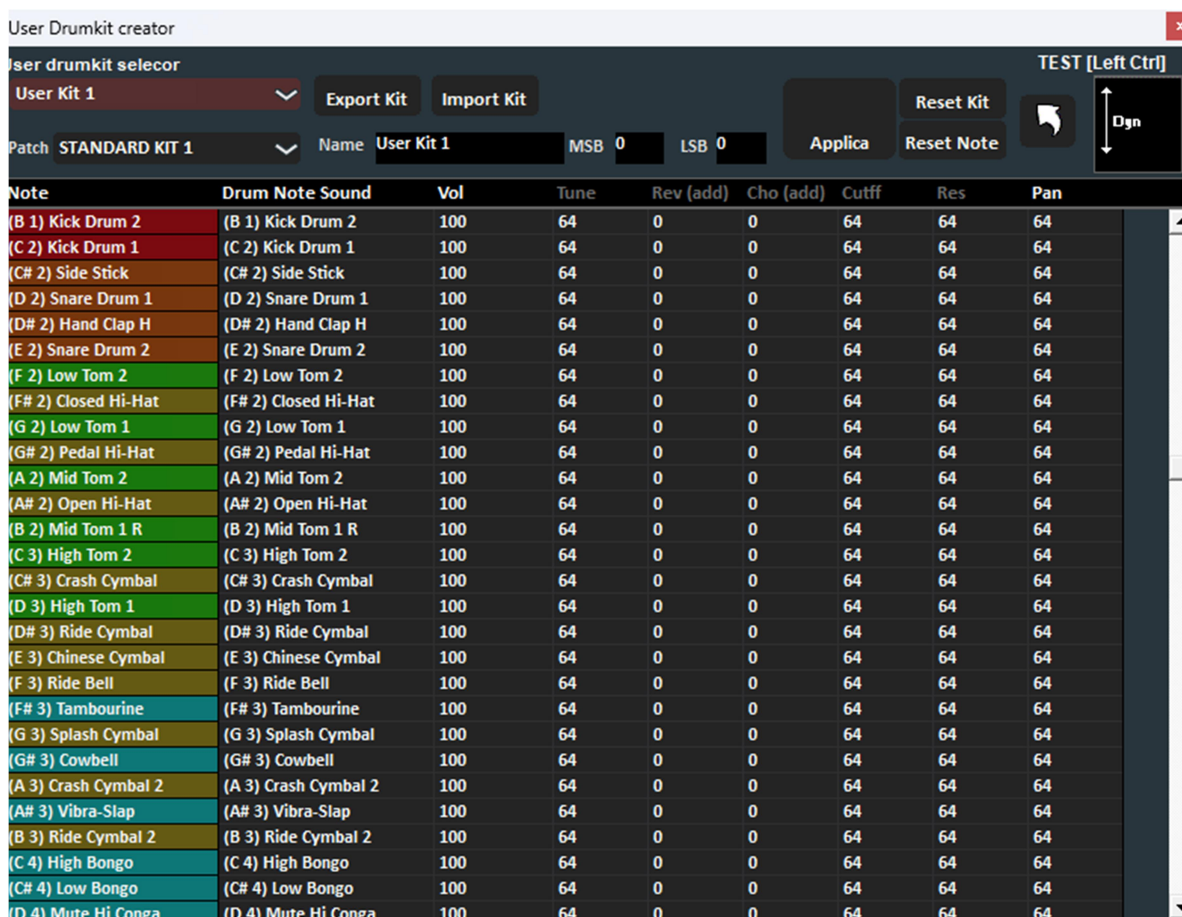 User Drumkit creator x
User drumkit selecor TEST [Left Ctrl]
User Kit 1 Export Kit Import Kit Applica Reset Kit Dyn
Patch STANDARD KIT 1 Name User Kit 1 MSB 0 LSB 0 Reset Note
Note Drum Note Sound Vol Tune Rev (add) Cho (add) Cutff Res Pan
(B 1) Kick Drum 2 (B 1) Kick Drum 2 100 64 0 0 64 64 64
(C 2) Kick Drum 1 (C 2) Kick Drum 1 100 64 0 0 64 64 64
(C# 2) Side Stick (C# 2) Side Stick 100 64 0 0 64 64 64
(D 2) Snare Drum 1 (D 2) Snare Drum 1 100 64 0 0 64 64 64
(D# 2) Hand Clap H (D# 2) Hand Clap H 100 64 0 0 64 64 64
(E 2) Snare Drum 2 (E 2) Snare Drum 2 100 64 0 0 64 64 64
(F 2) Low Tom 2 (F 2) Low Tom 2 100 64 0 0 64 64 64
(F# 2) Closed Hi-Hat (F# 2) Closed Hi-Hat 100 64 0 0 64 64 64
(G 2) Low Tom 1 (G 2) Low Tom 1 100 64 0 0 64 64 64
(G# 2) Pedal Hi-Hat (G# 2) Pedal Hi-Hat 100 64 0 0 64 64 64
(A 2) Mid Tom 2 (A 2) Mid Tom 2 100 64 0 0 64 64 64
(A# 2) Open Hi-Hat (A# 2) Open Hi-Hat 100 64 0 0 64 64 64
(B 2) Mid Tom 1 R (B 2) Mid Tom 1 R 100 64 0 0 64 64 64
(C 3) High Tom 2 (C 3) High Tom 2 100 64 0 0 64 64 64
(C# 3) Crash Cymbal (C# 3) Crash Cymbal 100 64 0 0 64 64 64
(D 3) High Tom 1 (D 3) High Tom 1 100 64 0 0 64 64 64
(D# 3) Ride Cymbal (D# 3) Ride Cymbal 100 64 0 0 64 64 64
(E 3) Chinese Cymbal (E 3) Chinese Cymbal 100 64 0 0 64 64 64
(F 3) Ride Bell (F 3) Ride Bell 100 64 0 0 64 64 64
(F# 3) Tambourine (F# 3) Tambourine 100 64 0 0 64 64 64
(G 3) Splash Cymbal (G 3) Splash Cymbal 100 64 0 0 64 64 64
(G# 3) Cowbell (G# 3) Cowbell 100 64 0 0 64 64 64
(A 3) Crash Cymbal 2 (A 3) Crash Cymbal 2 100 64 0 0 64 64 64
(A# 3) Vibra-Slap (A# 3) Vibra-Slap 100 64 0 0 64 64 64
(B 3) Ride Cymbal 2 (B 3) Ride Cymbal 2 100 64 0 0 64 64 64
(C 4) High Bongo (C 4) High Bongo 100 64 0 0 64 64 64
(C# 4) Low Bongo (C# 4) Low Bongo 100 64 0 0 64 64 64
(D 4) Mute Hi Conga (D 4) Mute Hi Conga 100 64 0 0 64 64 64